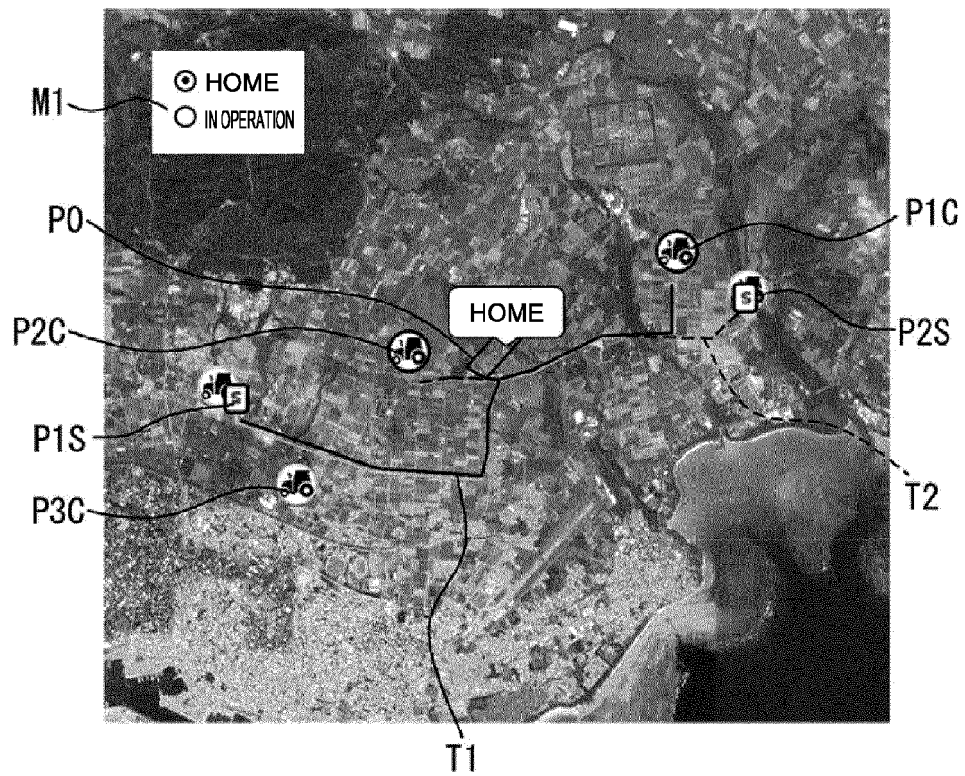 HOME
M1
IN OPERATION
P0
P1C
P2C
HOME
P2S
S
S
P1S
P3C
T2
T1